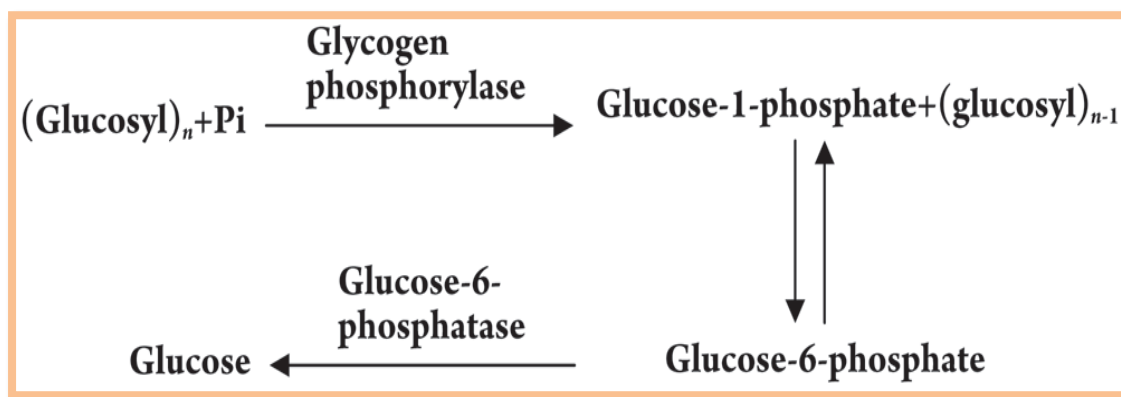 Glycogen
phosphorylase
(Glucosyl)n+Pi
Glucose-1-phosphate+(glucosyl)n-1
Glucose-6-
phosphatase
Glucose
Glucose-6-phosphate